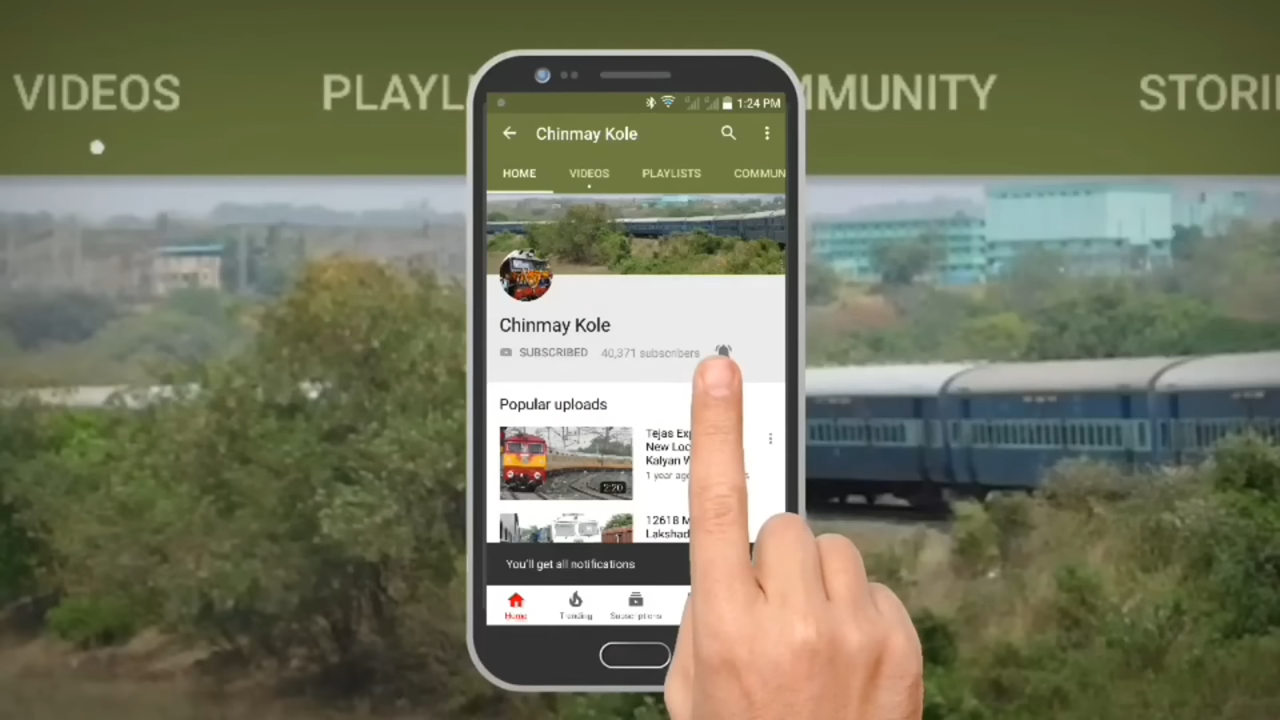 VIDEOS
PLAYL
MMUNITY
STORI
1:24 PM
Chinmay Kole
HOME VIDEOS PLAYLISTS COMMUN
Chinmay Kole
SUBSCRIBED 40,371 subscribers
Popular uploads
Tejas Exp
New Loc
Kalyan W
1 year ago
2:20
12618 M
Lakshad
You'll get all notifications
Home Trending Subscriptions